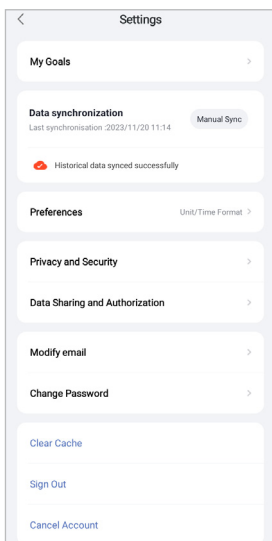 Settings
My Goals
Data synchronization
Last synchronisation :2023/11/20 11:14
Manual Sync
Historical data synced successfully
Preferences
Unit/Time Format
Privacy and Security
Data Sharing and Authorization
Modify email
Change Password
Clear Cache
Sign Out
Cancel Account